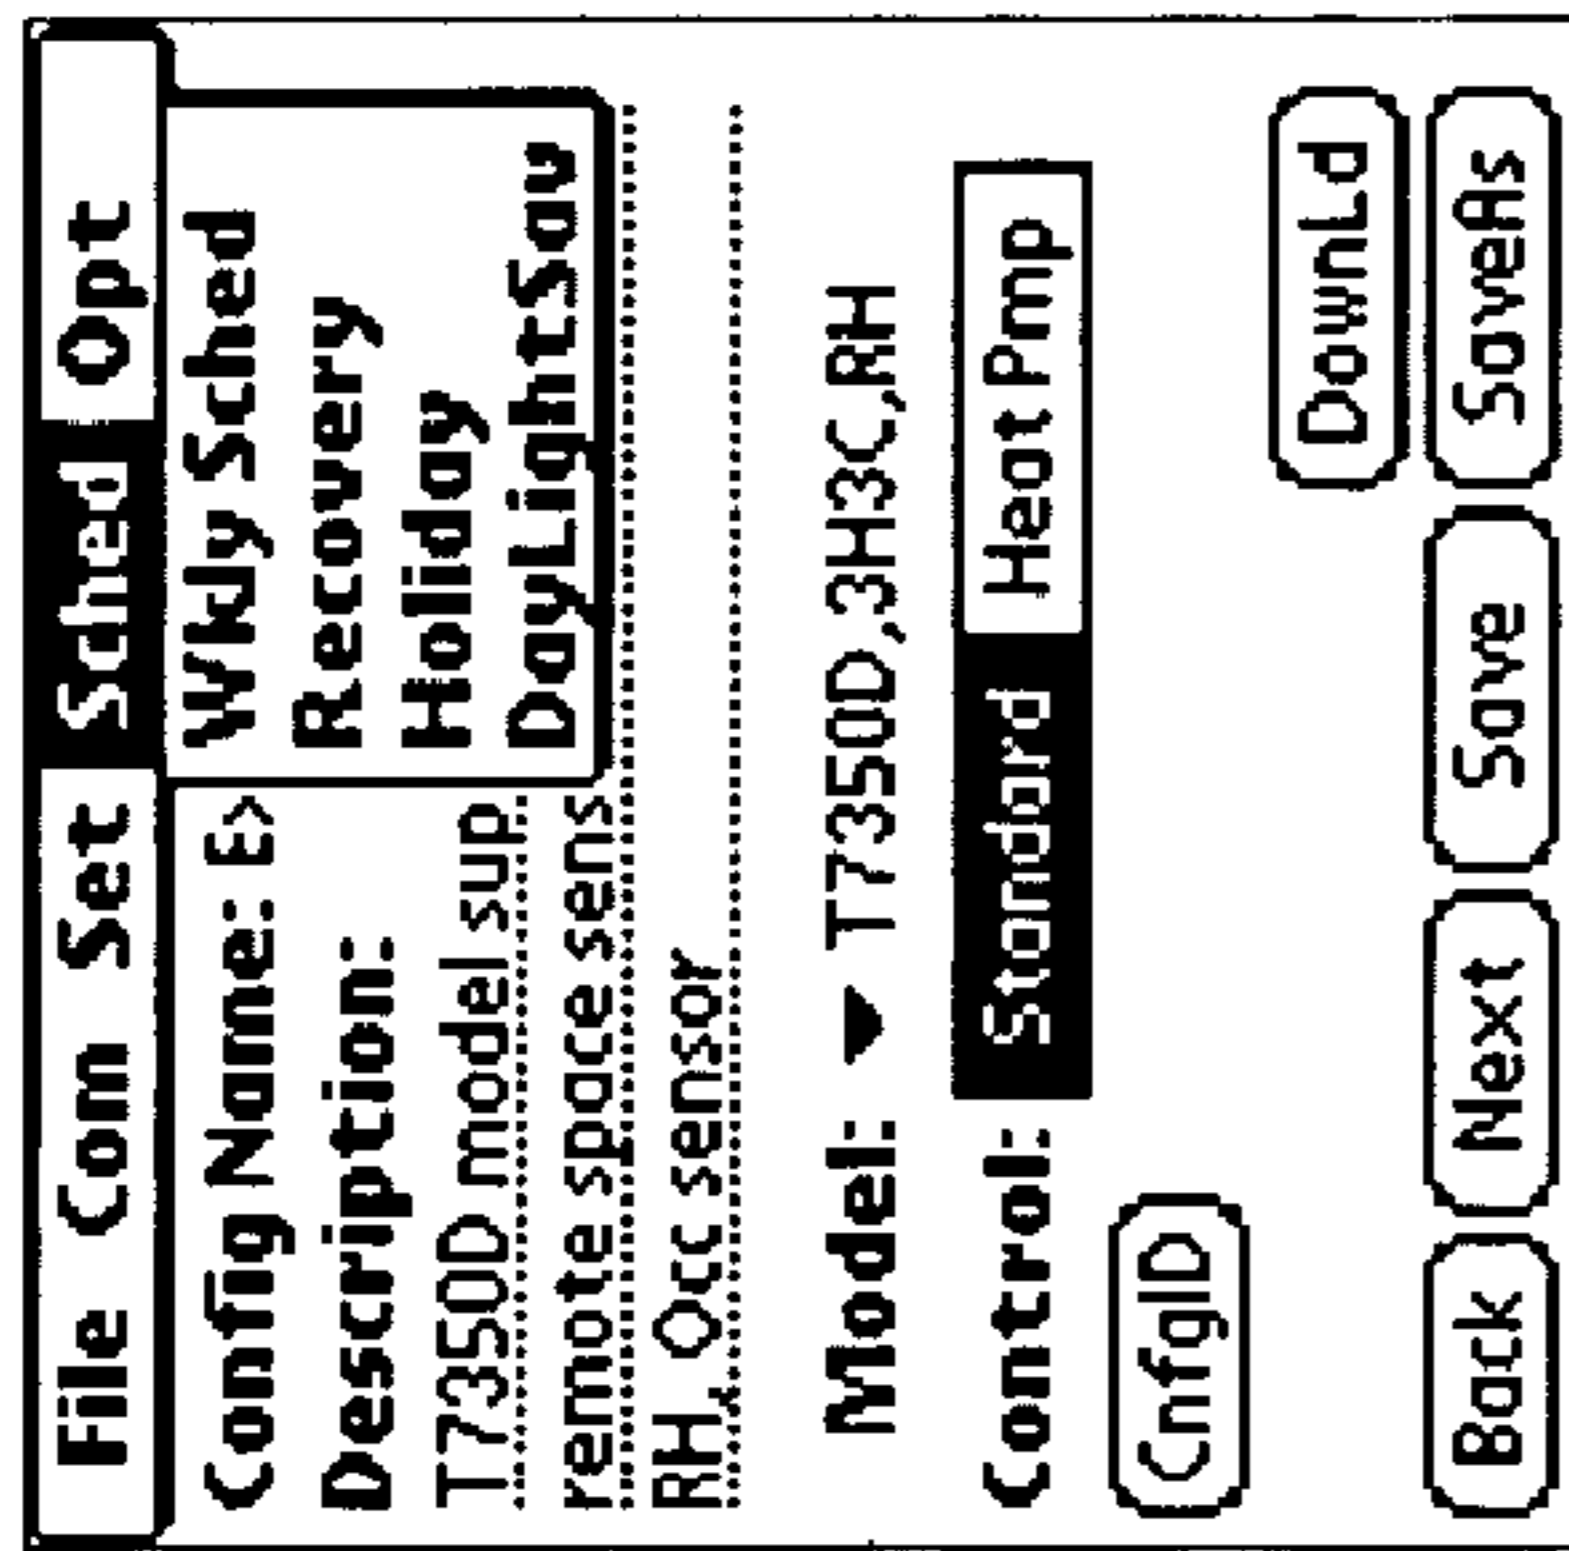 File Com Set Sched Opt
Wkly Sched
Recovery
Holiday
DayLightSav
Config Name:
Description:
T7350D model sup
remote space sens
RH, Occ sensor
Model: T7350D,3H3C,RH
Control: Standard Heat Pmp
CnfgID
DownLd
Back Next Save SaveAs